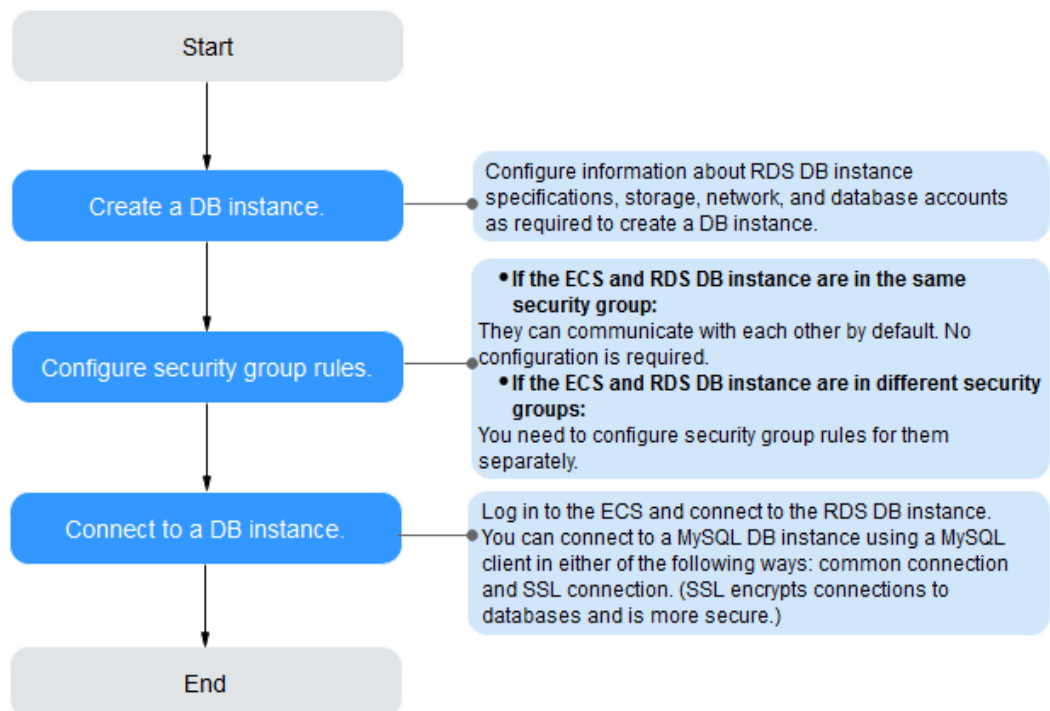 Start
Create a DB instance.
Configure information about RDS DB instance
specifications, storage, network, and database accounts
as required to create a DB instance.
Configure security group rules.
•If the ECS and RDS DB instance are in the same
security group:
They can communicate with each other by default. No
configuration is required.
•If the ECS and RDS DB instance are in different security
groups:
You need to configure security group rules for them
separately.
Connect to a DB instance.
Log in to the ECS and connect to the RDS DB instance.
You can connect to a MySQL DB instance using a MySQL
client in either of the following ways: common connection
and SSL connection. (SSL encrypts connections to
databases and is more secure.)
End